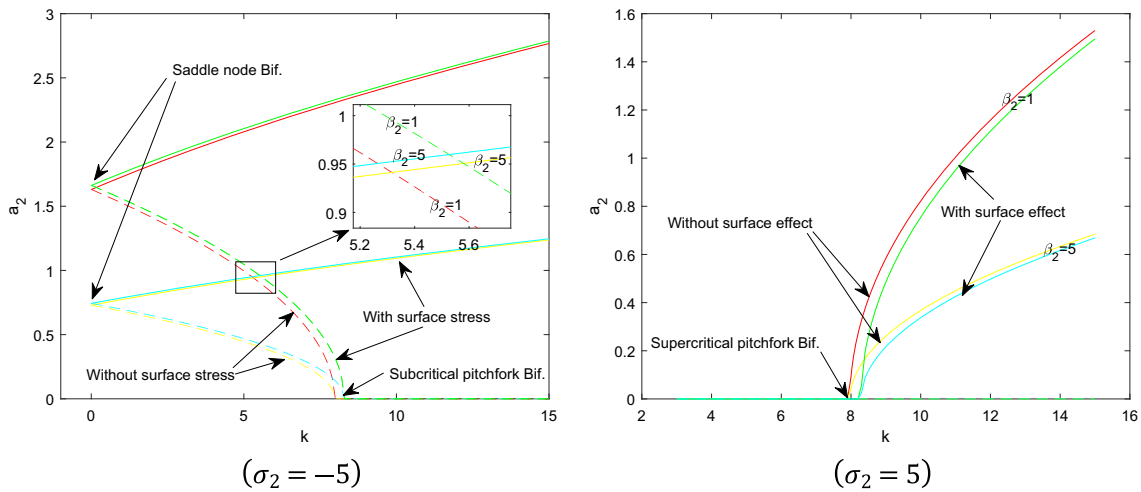 3
2.5
2
1.5
1
0.5
0
a2
0
5
10
15
k
Saddle node Bif.
1
0.95
0.9
5.2
5.4
5.6
β2=1
β2=5
β2=5
β2=1
With surface stress
Without surface stress
Subcritical pitchfork Bif.
(σ2 = −5)
1.6
1.4
1.2
1
0.8
0.6
0.4
0.2
0
a2
2
4
6
8
10
12
14
16
k
β2=1
Without surface effect
With surface effect
β2=5
Supercritical pitchfork Bif.
(σ2 = 5)